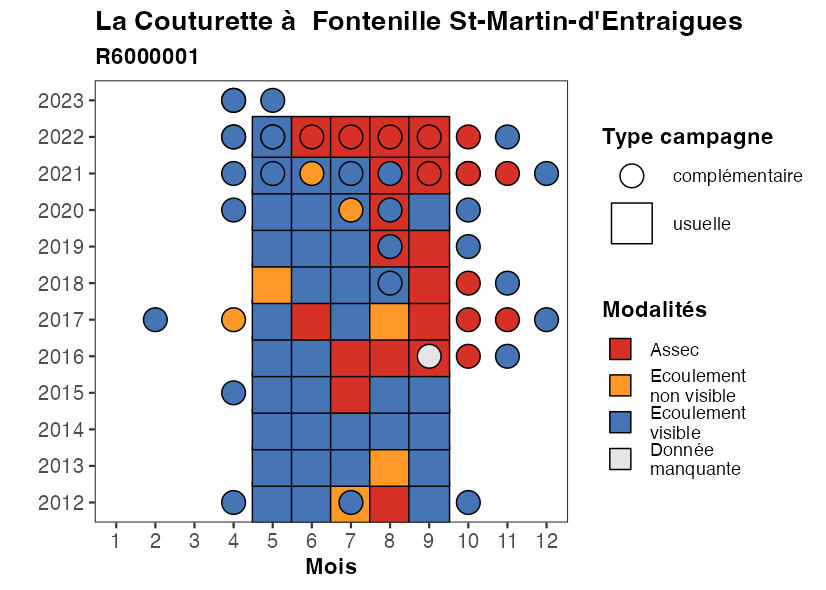 La Couturette à  Fontenille St-Martin-d'Entraigues
R6000001
2023
2022
2021
2020
2019
2018
2017
2016
2015
2014
2013
2012
1 2 3 4 5 6 7 8 9 10 11 12
Mois
Type campagne
complémentaire
usuelle
Modalités
Assec
Ecoulement
non visible
Ecoulement
visible
Donnée
manquante